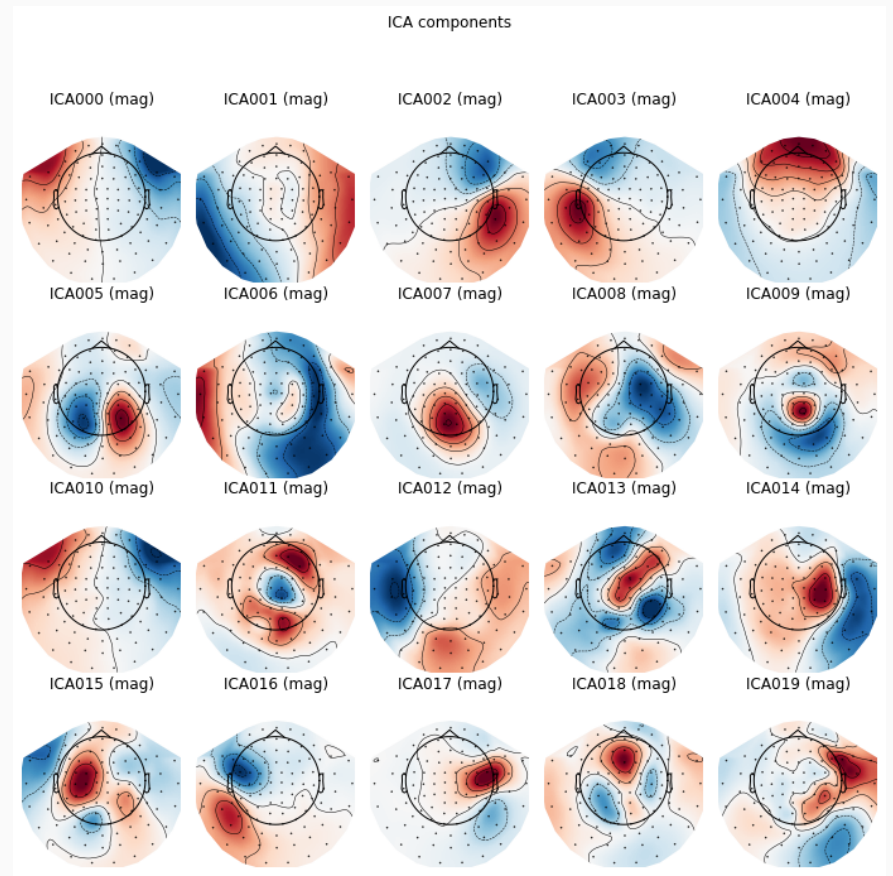 ICA components
ICA000 (mag) ICA001 (mag) ICA002 (mag) ICA003 (mag) ICA004 (mag)
ICA005 (mag) ICA006 (mag) ICA007 (mag) ICA008 (mag) ICA009 (mag)
ICA010 (mag) ICA011 (mag) ICA012 (mag) ICA013 (mag) ICA014 (mag)
ICA015 (mag) ICA016 (mag) ICA017 (mag) ICA018 (mag) ICA019 (mag)